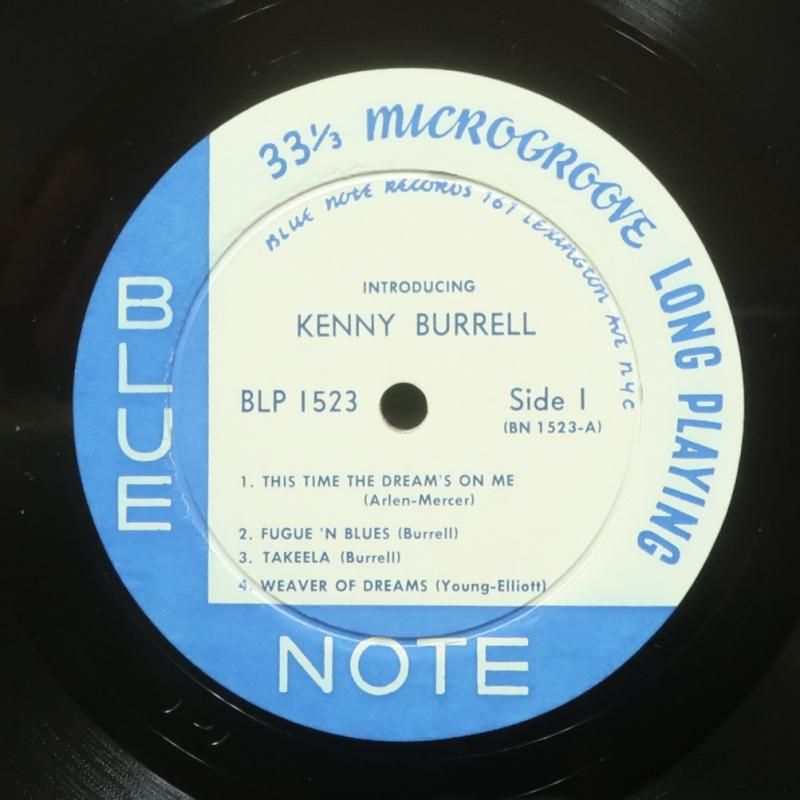 33⅓ MICROGROOVE LONG PLAYING
BLUE NOTE RECORDS 767 LEXINGTON AVE NYC
INTRODUCING
KENNY BURRELL
BLP 1523
Side 1
(BN 1523-A)
1. THIS TIME THE DREAM'S ON ME
(Arlen-Mercer)
2. FUGUE 'N BLUES (Burrell)
3. TAKEELA (Burrell)
4. WEAVER OF DREAMS (Young-Elliott)
BLUE
NOTE